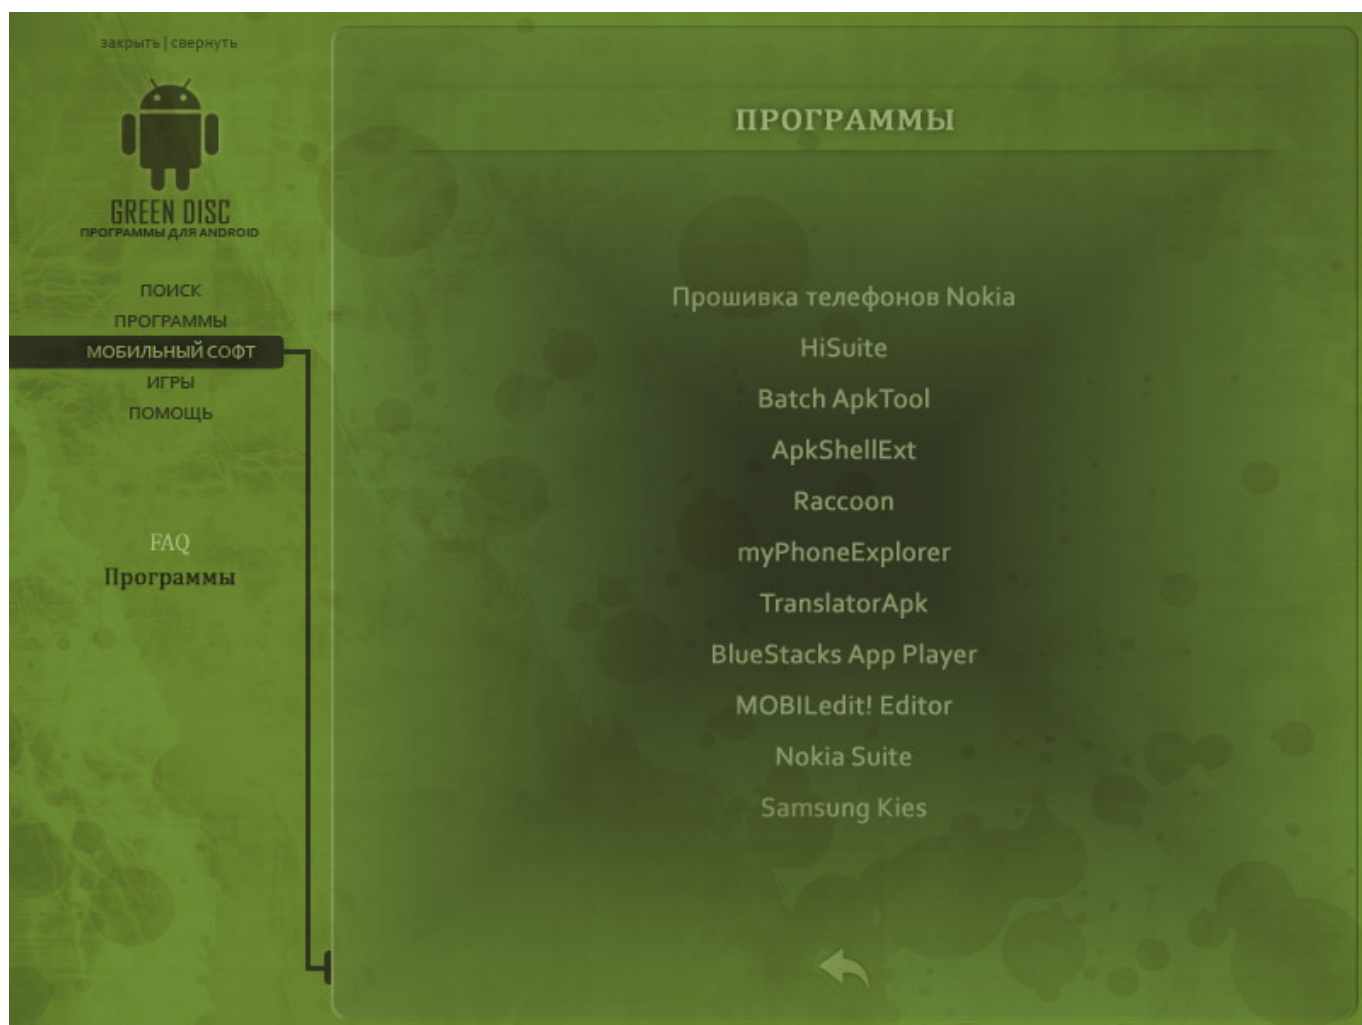 закрыть | свернуть
GREEN DISC
ПРОГРАММЫ ДЛЯ ANDROID
ПОИСК
ПРОГРАММЫ
МОБИЛЬНЫЙ СОФТ
ИГРЫ
ПОМОЩЬ
FAQ
Программы
ПРОГРАММЫ
Прошивка телефонов Nokia
HiSuite
Batch ApkTool
ApkShellExt
Raccoon
myPhoneExplorer
TranslatorApk
BlueStacks App Player
MOBILedit! Editor
Nokia Suite
Samsung Kies